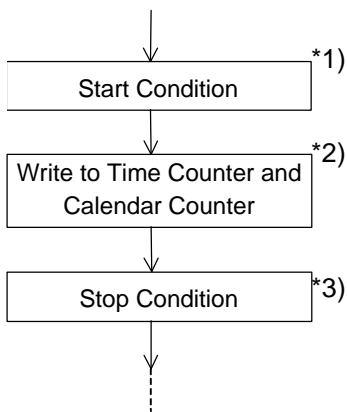 *1)
Start Condition
*2)
Write to Time Counter and
Calendar Counter
*3)
Stop Condition